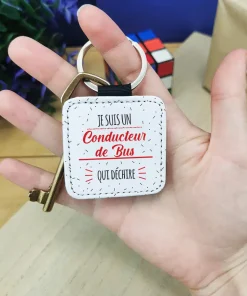 JE SUIS UN
Conducteur
de Bus
QUI DÉCHIRE